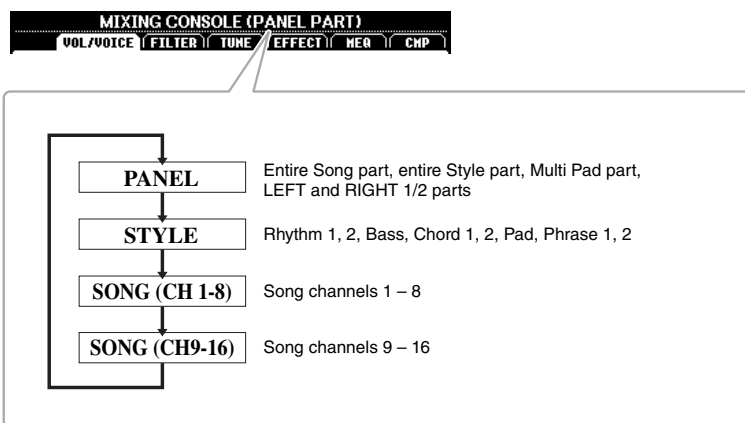 MIXING CONSOLE (PANEL PART)
VOL/VOICE FILTER TUNE EFFECT MEQ CMP
PANEL
Entire Song part, entire Style part, Multi Pad part,
LEFT and RIGHT 1/2 parts
STYLE
Rhythm 1, 2, Bass, Chord 1, 2, Pad, Phrase 1, 2
SONG (CH 1-8)
Song channels 1 – 8
SONG (CH9-16)
Song channels 9 – 16